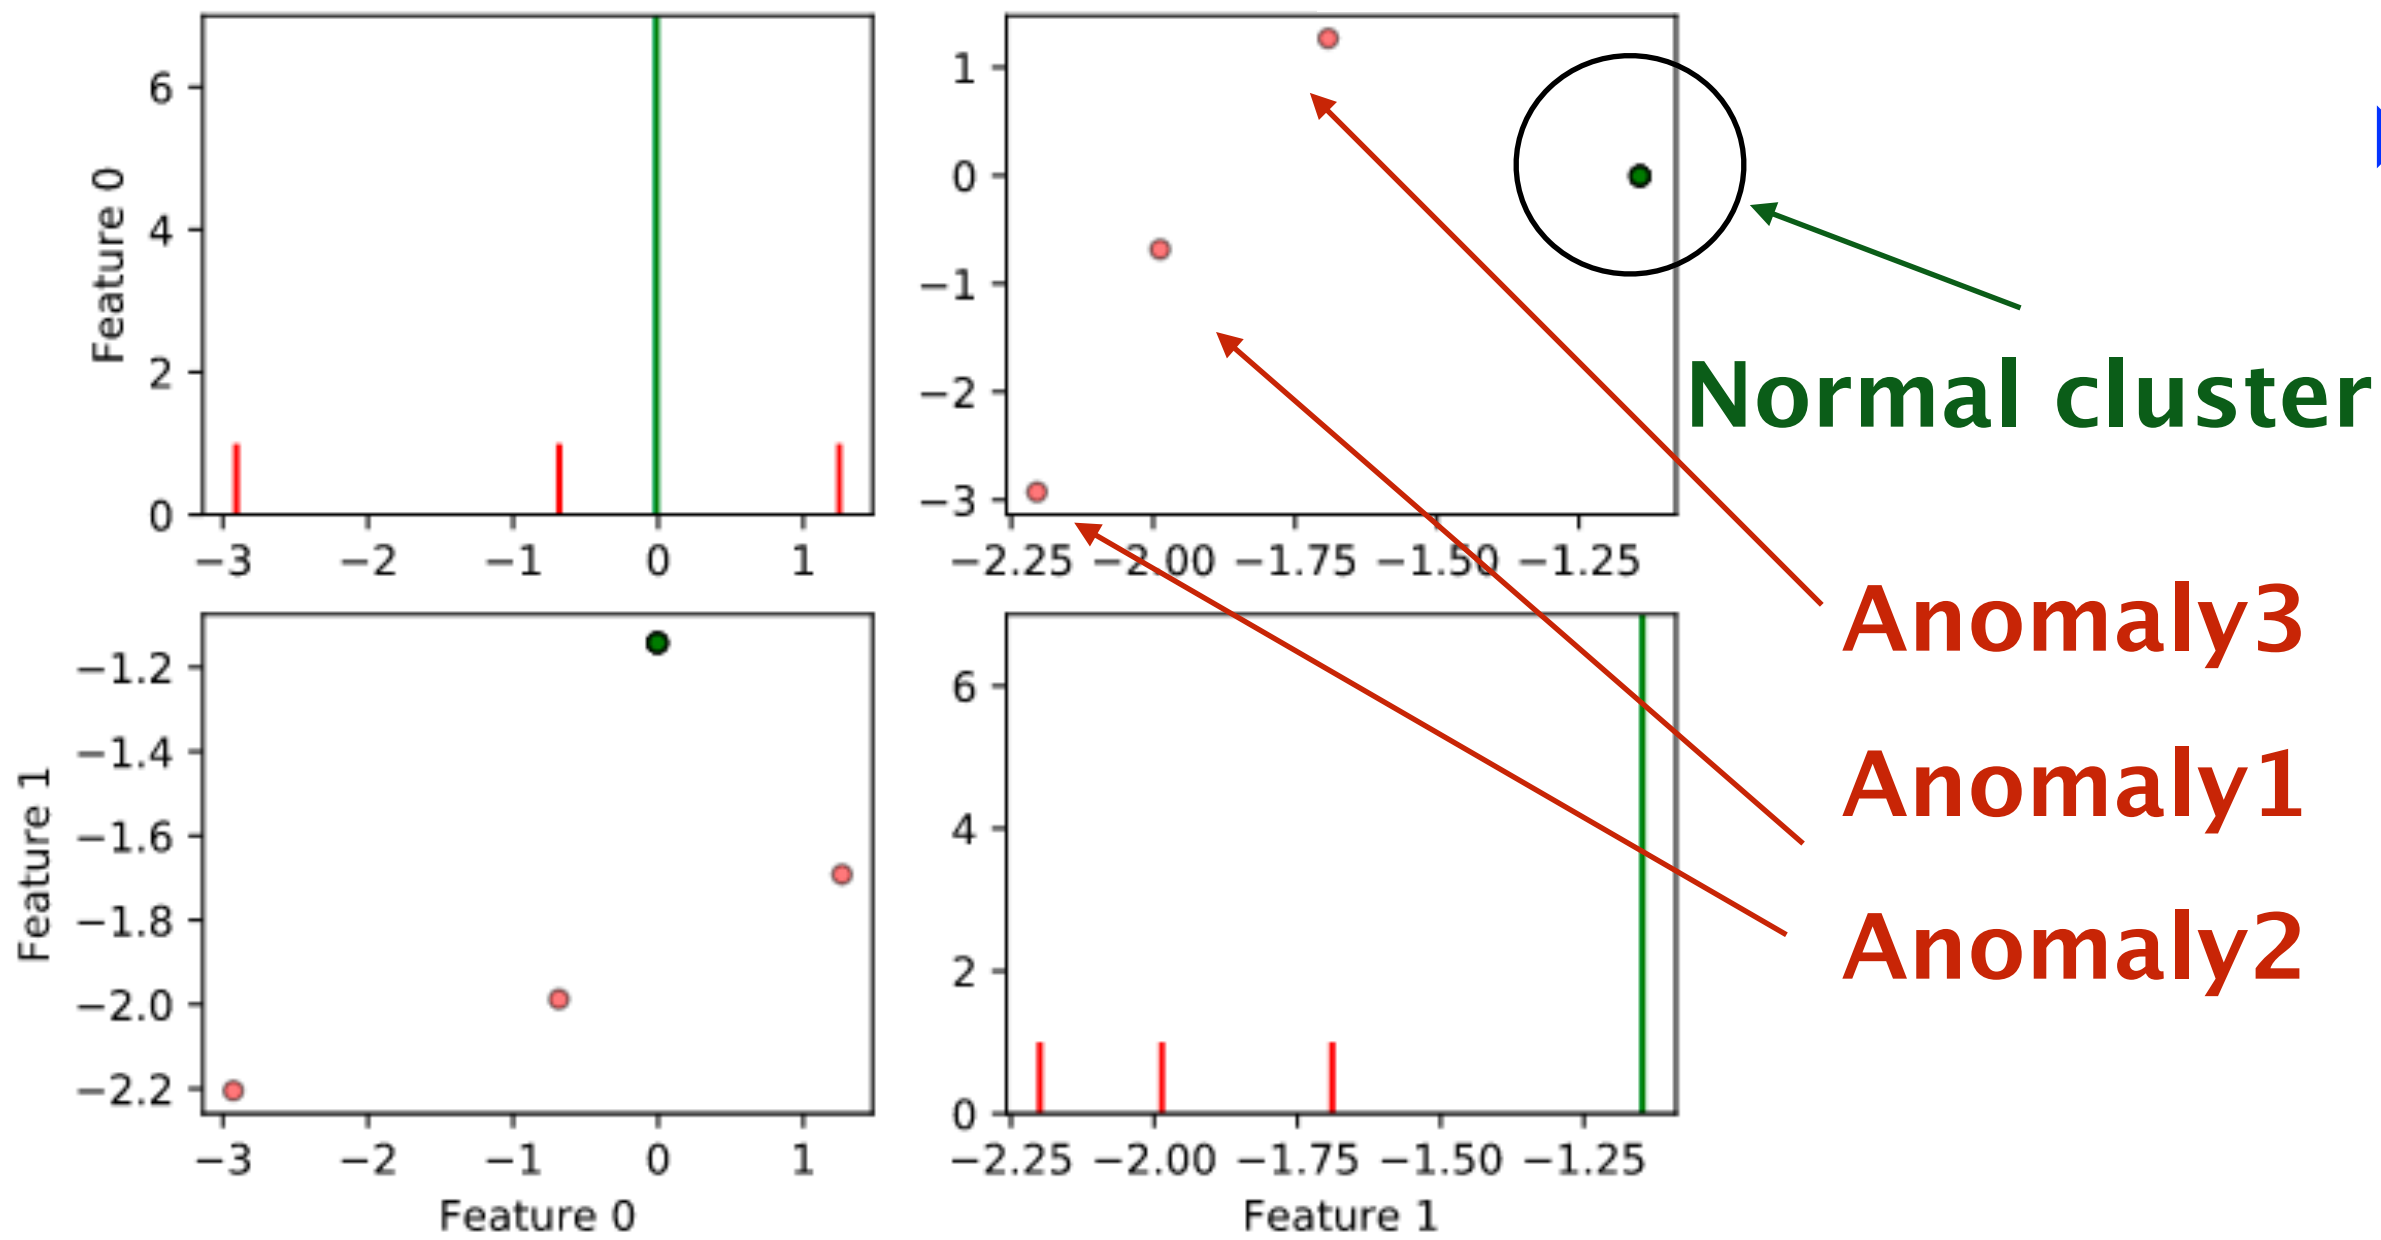 Feature 0
6
4
2
0
−3 −2 −1 0 1
1
0
−1
−2
−3
−2.25 −2.00 −1.75 −1.50 −1.25
Normal cluster
Anomaly3
Anomaly1
Anomaly2
Feature 1
−1.2
−1.4
−1.6
−1.8
−2.0
−2.2
−3 −2 −1 0 1
Feature 0
6
4
2
0
−2.25 −2.00 −1.75 −1.50 −1.25
Feature 1